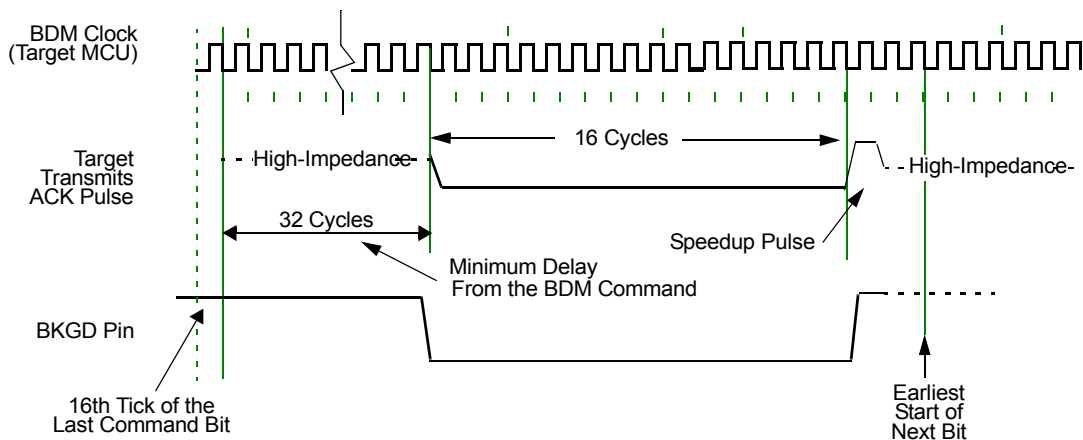 BDM Clock
(Target MCU)
16 Cycles
Target
Transmits
ACK Pulse
High-Impedance
High-Impedance
32 Cycles
Speedup Pulse
Minimum Delay
From the BDM Command
BKGD Pin
16th Tick of the
Last Command Bit
Earliest
Start of
Next Bit